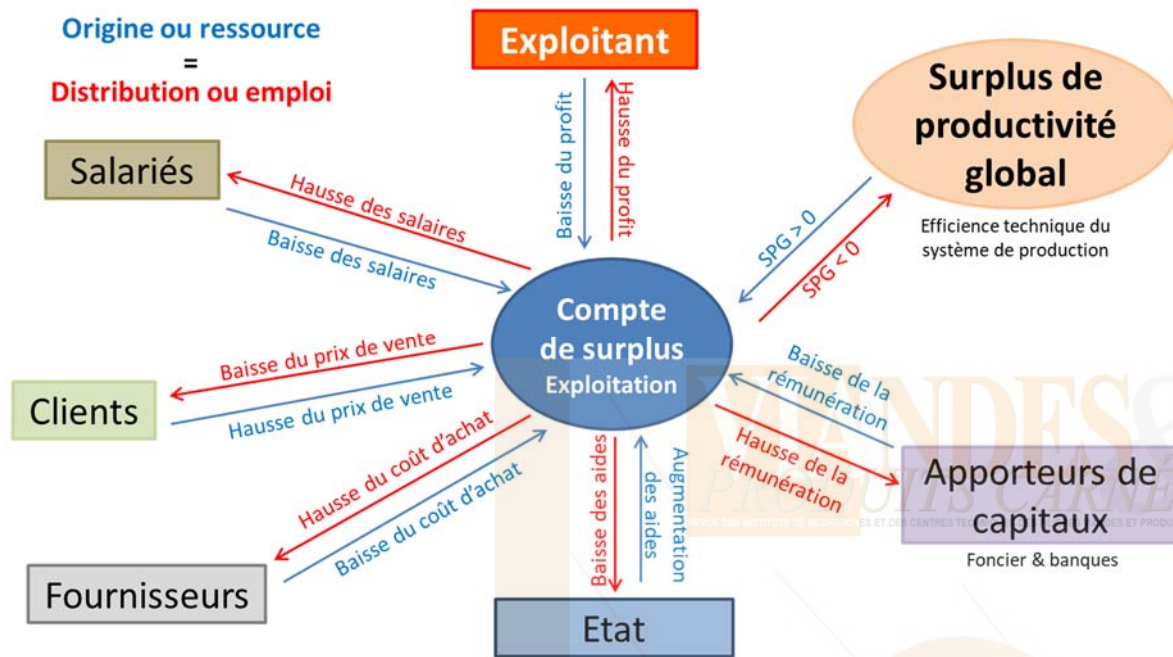 Origine ou ressource
=
Distribution ou emploi
Exploitant
Surplus de
productivité
global
Efficience technique du
système de production
Salariés
Hausse des salaires
Baisse des salaires
Baisse du profit
Hausse du profit
SPG > 0
SPG < 0
Compte
de surplus
Exploitation
Baisse du prix de vente
Hausse du prix de vente
Clients
Baisse de la
rémunération
Hausse de la
rémunération
VIANDES
PRODUITS CARNÉ
Apporteurs de
capitaux
Foncier & banques
Hausse du coût d'achat
Baisse du coût d'achat
Fournisseurs
Baisse des aides
Augmentation
des aides
Etat